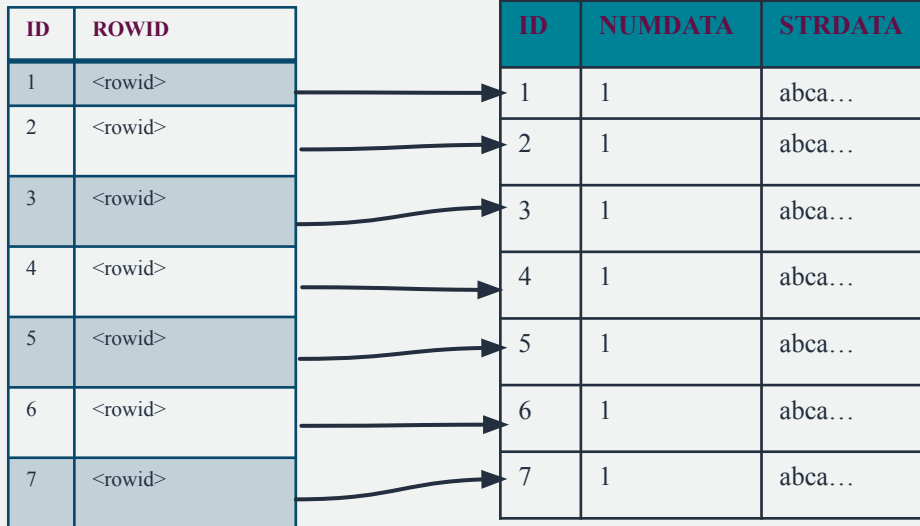 ID ROWID
1 <rowid>
2 <rowid>
3 <rowid>
4 <rowid>
5 <rowid>
6 <rowid>
7 <rowid>
ID NUMDATA STRDATA
1 1 abca…
2 1 abca…
3 1 abca…
4 1 abca…
5 1 abca…
6 1 abca…
7 1 abca…